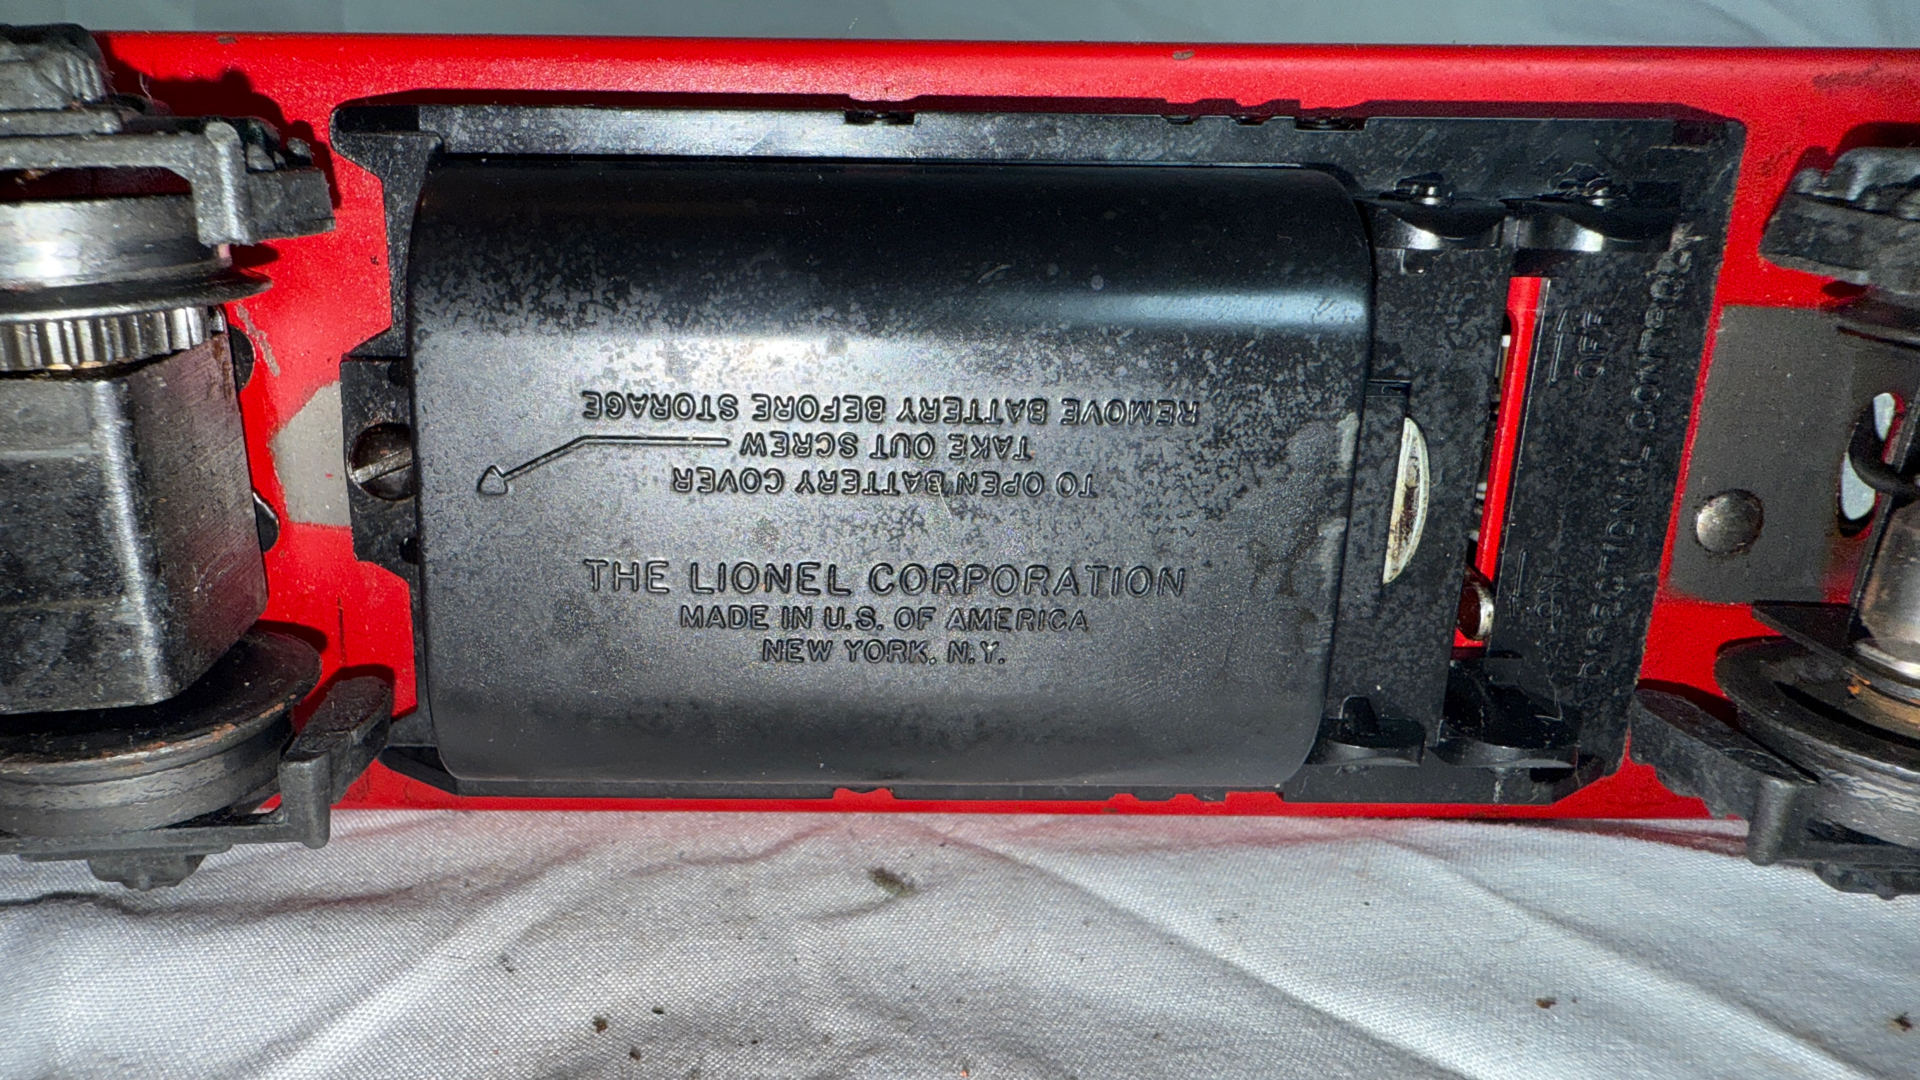 THE LIONEL CORPORATION
MADE IN U.S. OF AMERICA
NEW YORK, N.Y.
TO OPEN BATTERY COVER
TAKE OUT SCREW
REMOVE BATTERY BEFORE STORAGE
OFF
ON
DIRECTIONAL CONTROL